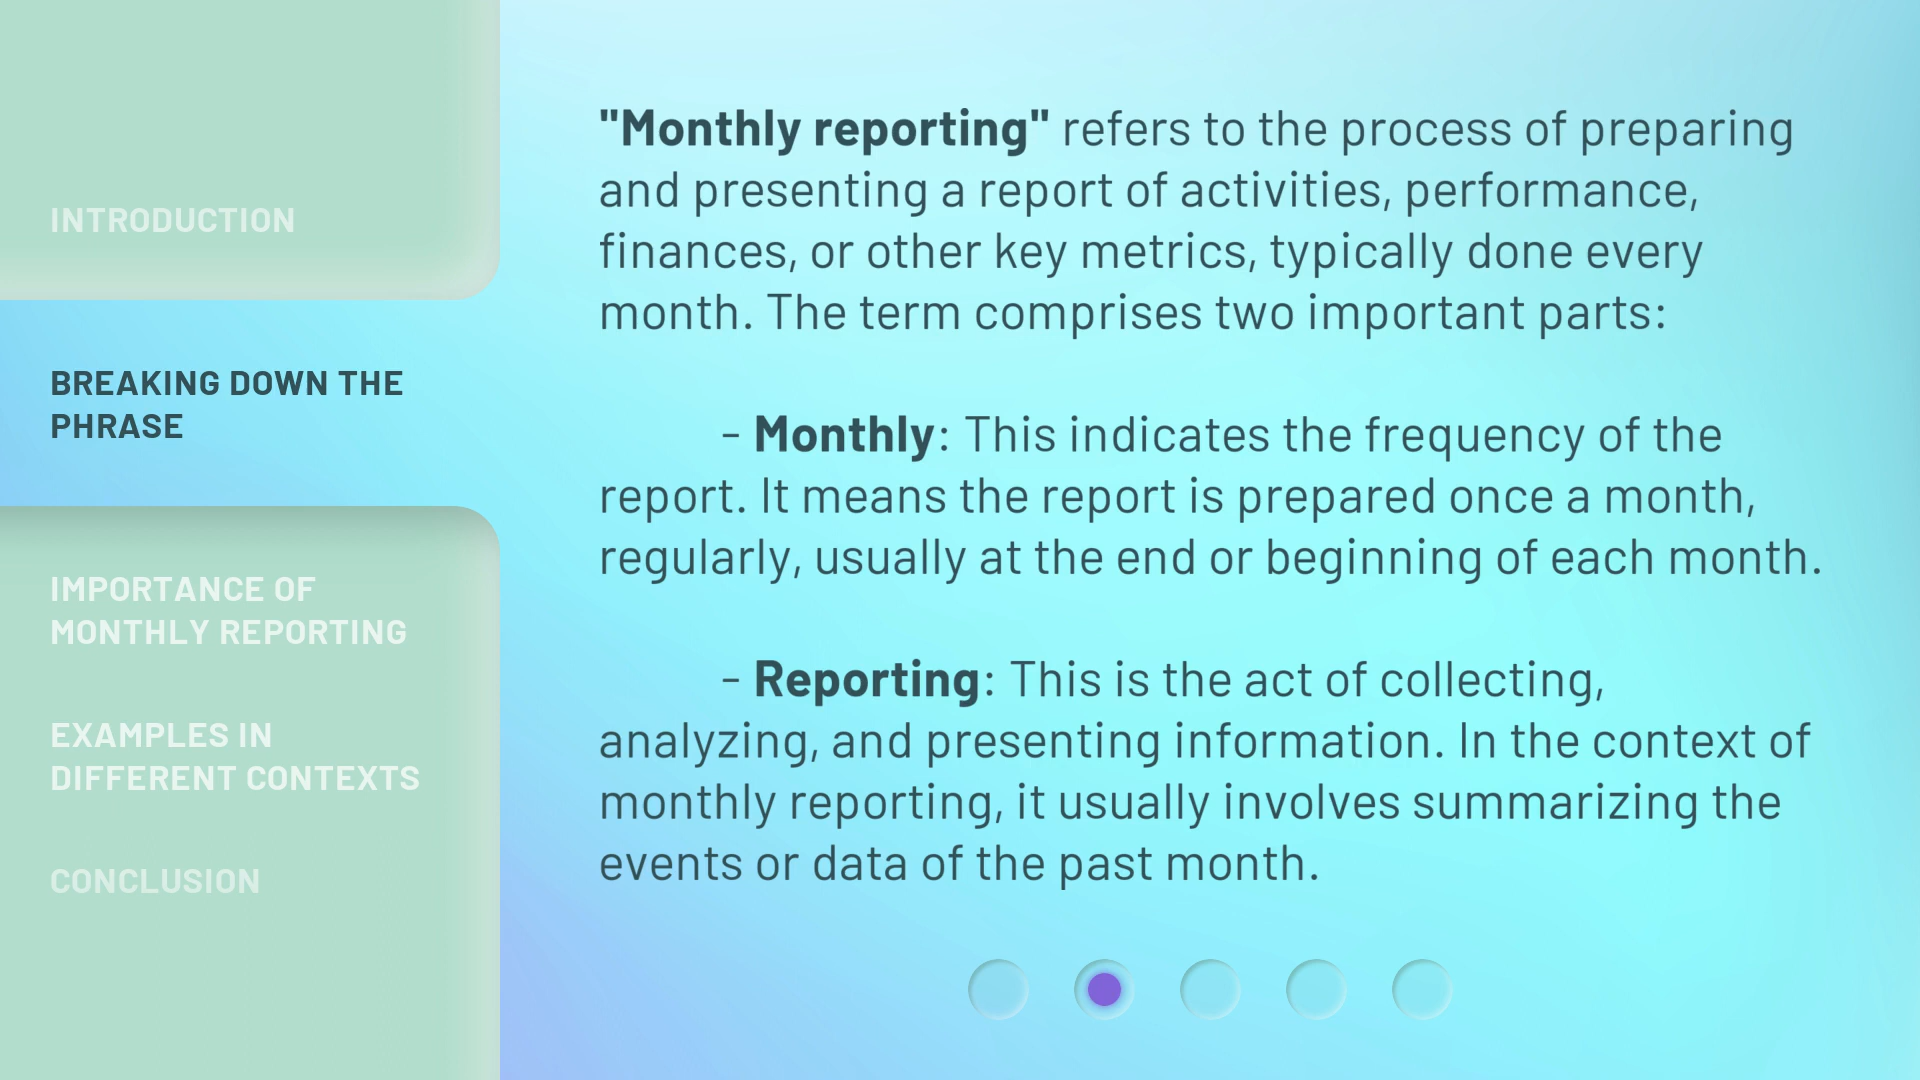 INTRODUCTION
BREAKING DOWN THE
PHRASE
IMPORTANCE OF
MONTHLY REPORTING
EXAMPLES IN
DIFFERENT CONTEXTS
CONCLUSION
"Monthly reporting" refers to the process of preparing
and presenting a report of activities, performance,
finances, or other key metrics, typically done every
month. The term comprises two important parts:
- Monthly: This indicates the frequency of the
report. It means the report is prepared once a month,
regularly, usually at the end or beginning of each month.
- Reporting: This is the act of collecting,
analyzing, and presenting information. In the context of
monthly reporting, it usually involves summarizing the
events or data of the past month.